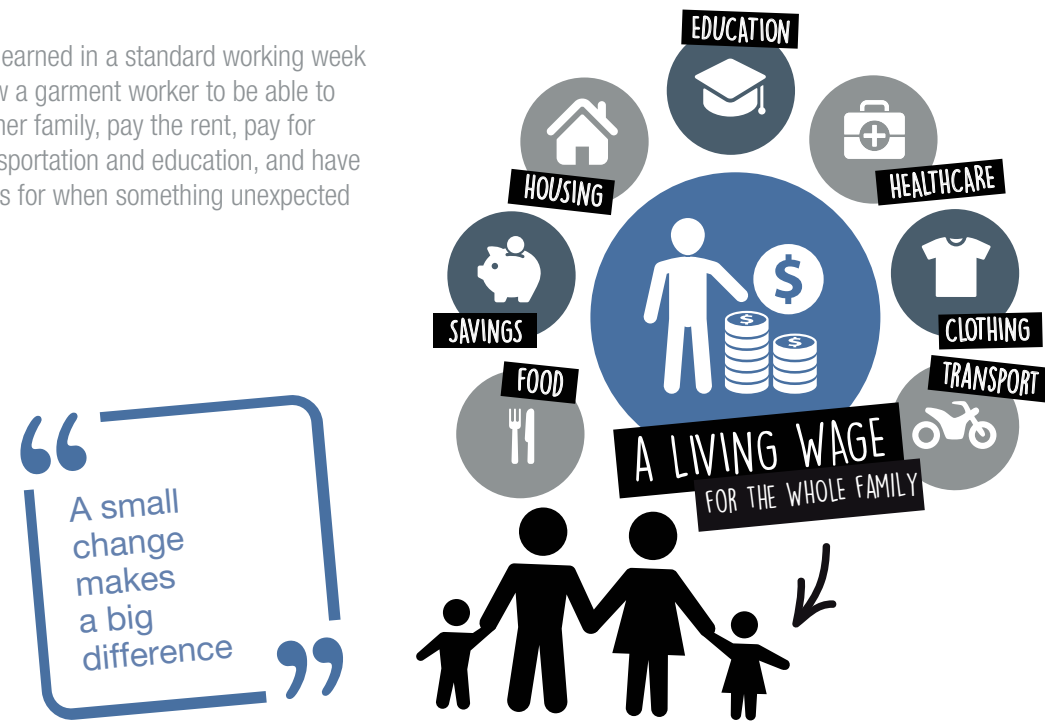 earned in a standard working week
a garment worker to be able to
family, pay the rent, pay for
and education, and have
for when something unexpected
EDUCATION
HOUSING
HEALTHCARE
SAVINGS
CLOTHING
FOOD
TRANSPORT
$
$
$
A LIVING WAGE
FOR THE WHOLE FAMILY
“
A small
change
makes
a big
difference
”